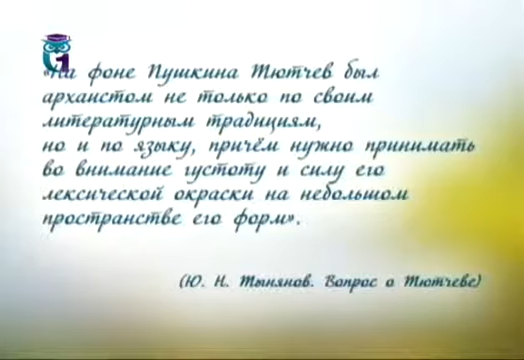 «На фоне Пушкина Тютчев был
архаистом не только по своим
литературным традициям,
но и по языку, причём нужно принимать
во внимание густоту и силу его
лексической окраски на небольшом
пространстве его форм».
(Ю. Н. Тынянов. Вопрос о Тютчеве)